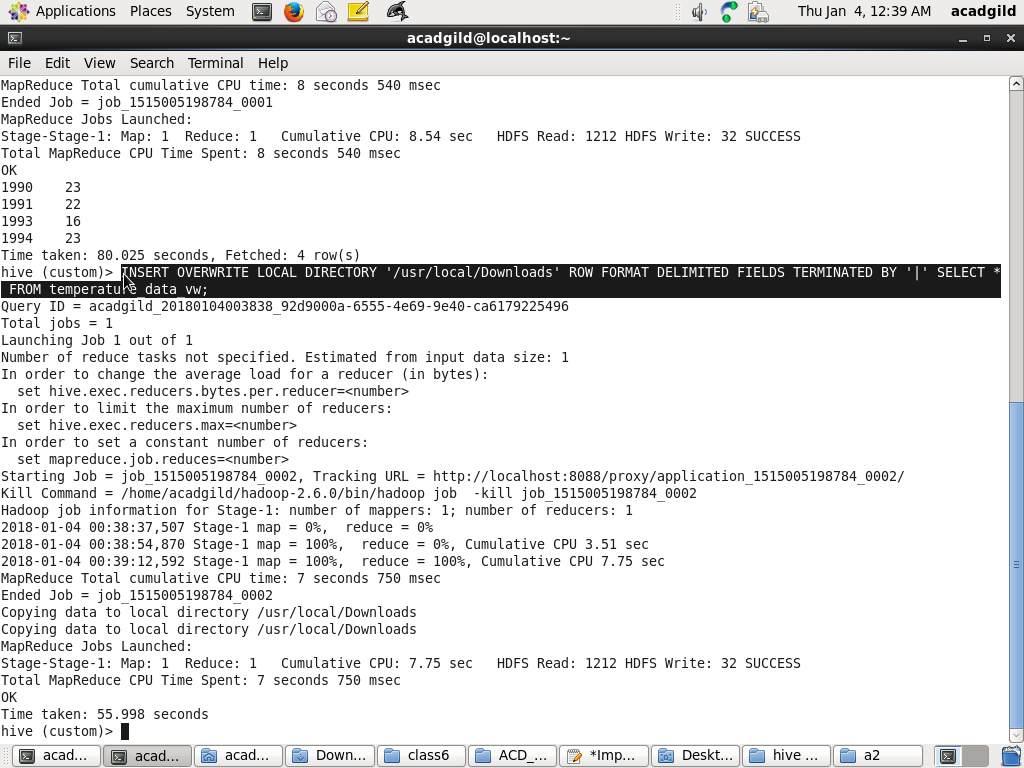 Applications Places System Thu Jan 4, 12:39 AM acadgild
acadgild@localhost:~
File Edit View Search Terminal Help
MapReduce Total cumulative CPU time: 8 seconds 540 msec
Ended Job = job_1515005198784_0001
MapReduce Jobs Launched:
Stage-Stage-1: Map: 1  Reduce: 1   Cumulative CPU: 8.54 sec   HDFS Read: 1212 HDFS Write: 32 SUCCESS
Total MapReduce CPU Time Spent: 8 seconds 540 msec
OK
1990    23
1991    22
1993    16
1994    23
Time taken: 80.025 seconds, Fetched: 4 row(s)
hive (custom)> INSERT OVERWRITE LOCAL DIRECTORY '/usr/local/Downloads' ROW FORMAT DELIMITED FIELDS TERMINATED BY '|' SELECT *
 FROM temperature_data_vw;
Query ID = acadgild_20180104003838_92d9000a-6555-4e69-9e40-ca6179225496
Total jobs = 1
Launching Job 1 out of 1
Number of reduce tasks not specified. Estimated from input data size: 1
In order to change the average load for a reducer (in bytes):
  set hive.exec.reducers.bytes.per.reducer=<number>
In order to limit the maximum number of reducers:
  set hive.exec.reducers.max=<number>
In order to set a constant number of reducers:
  set mapreduce.job.reduces=<number>
Starting Job = job_1515005198784_0002, Tracking URL = http://localhost:8088/proxy/application_1515005198784_0002/
Kill Command = /home/acadgild/hadoop-2.6.0/bin/hadoop job  -kill job_1515005198784_0002
Hadoop job information for Stage-1: number of mappers: 1; number of reducers: 1
2018-01-04 00:38:37,507 Stage-1 map = 0%,  reduce = 0%
2018-01-04 00:38:54,870 Stage-1 map = 100%,  reduce = 0%, Cumulative CPU 3.51 sec
2018-01-04 00:39:12,592 Stage-1 map = 100%,  reduce = 100%, Cumulative CPU 7.75 sec
MapReduce Total cumulative CPU time: 7 seconds 750 msec
Ended Job = job_1515005198784_0002
Copying data to local directory /usr/local/Downloads
Copying data to local directory /usr/local/Downloads
MapReduce Jobs Launched:
Stage-Stage-1: Map: 1  Reduce: 1   Cumulative CPU: 7.75 sec   HDFS Read: 1212 HDFS Write: 32 SUCCESS
Total MapReduce CPU Time Spent: 7 seconds 750 msec
OK
Time taken: 55.998 seconds
hive (custom)>
acad... acad... acad... Down... class6 ACD_... *Imp... Deskt... hive ... a2